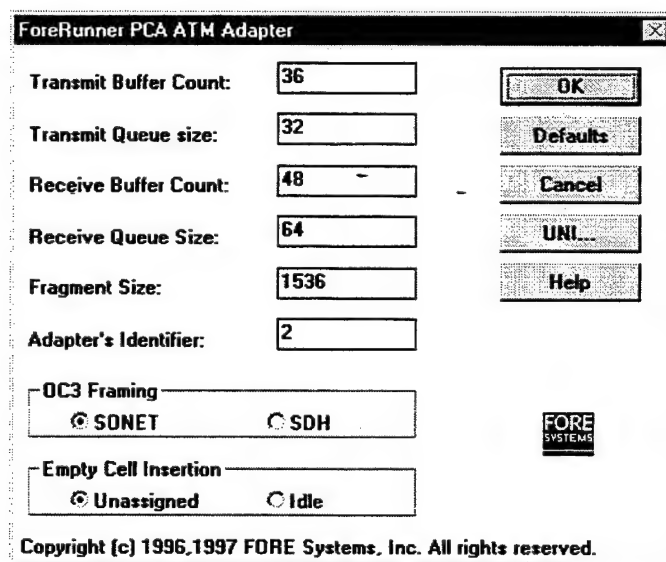 ForeRunner PCA ATM Adapter
Transmit Buffer Count: 36
Transmit Queue size: 32
Receive Buffer Count: 48
Receive Queue Size: 64
Fragment Size: 1536
Adapter's Identifier: 2
OK
Defaults
Cancel
UNI...
Help
OC3 Framing
SONET SDH
Empty Cell Insertion
Unassigned Idle
FORE
SYSTEMS
Copyright (c) 1996,1997 FORE Systems, Inc. All rights reserved.